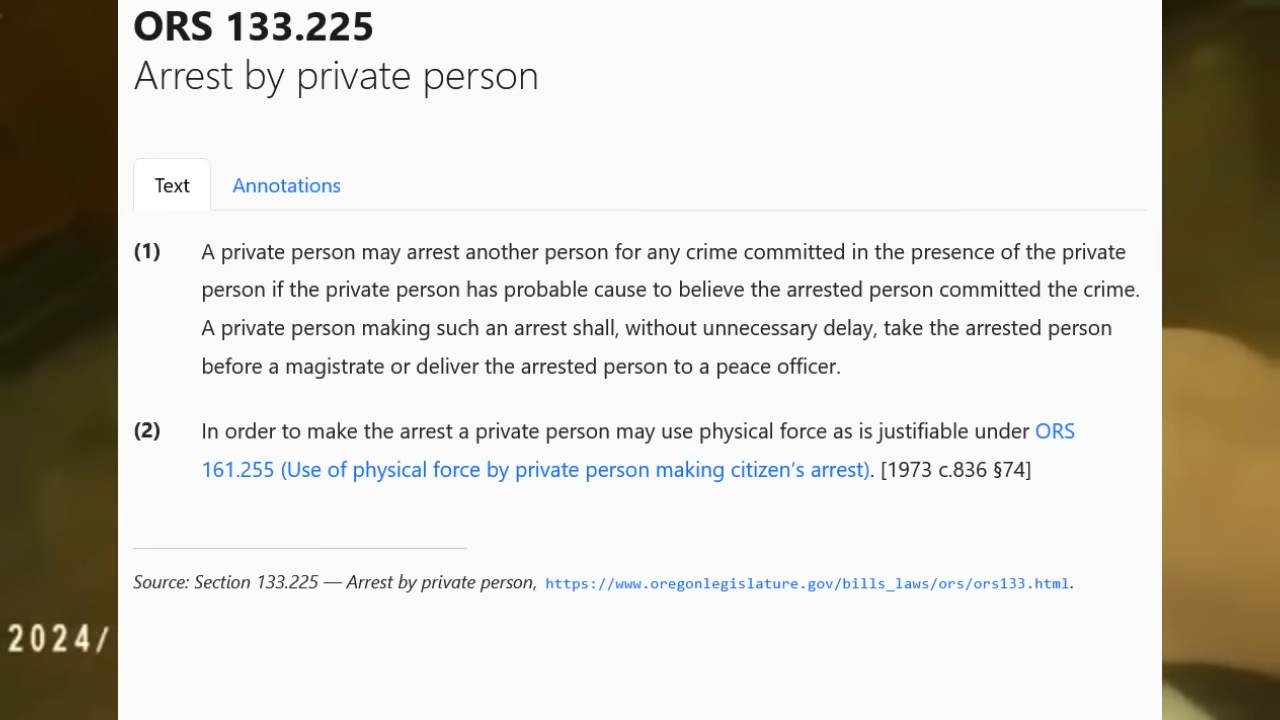 ORS 133.225
Arrest by private person
Text
Annotations
(1) A private person may arrest another person for any crime committed in the presence of the private
person if the private person has probable cause to believe the arrested person committed the crime.
A private person making such an arrest shall, without unnecessary delay, take the arrested person
before a magistrate or deliver the arrested person to a peace officer.
(2) In order to make the arrest a private person may use physical force as is justifiable under ORS
161.255 (Use of physical force by private person making citizen’s arrest). [1973 c.836 §74]
Source: Section 133.225 — Arrest by private person, https://www.oregonlegislature.gov/bills_laws/ors/ors133.html.
2024/